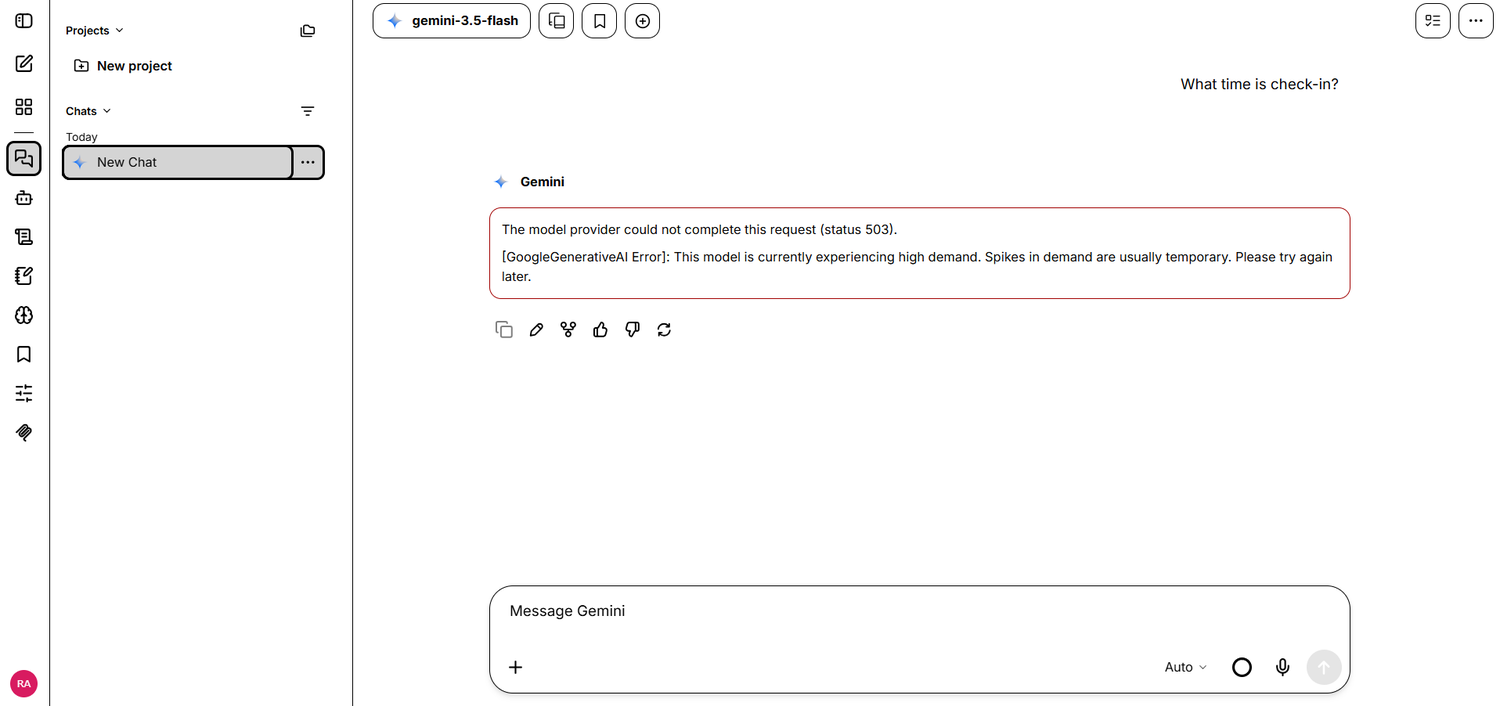 Projects
New project
Chats
Today
New Chat
RA
gemini-3.5-flash
What time is check-in?
Gemini
The model provider could not complete this request (status 503).
[GoogleGenerativeAI Error]: This model is currently experiencing high demand. Spikes in demand are usually temporary. Please try again
later.
Message Gemini
Auto